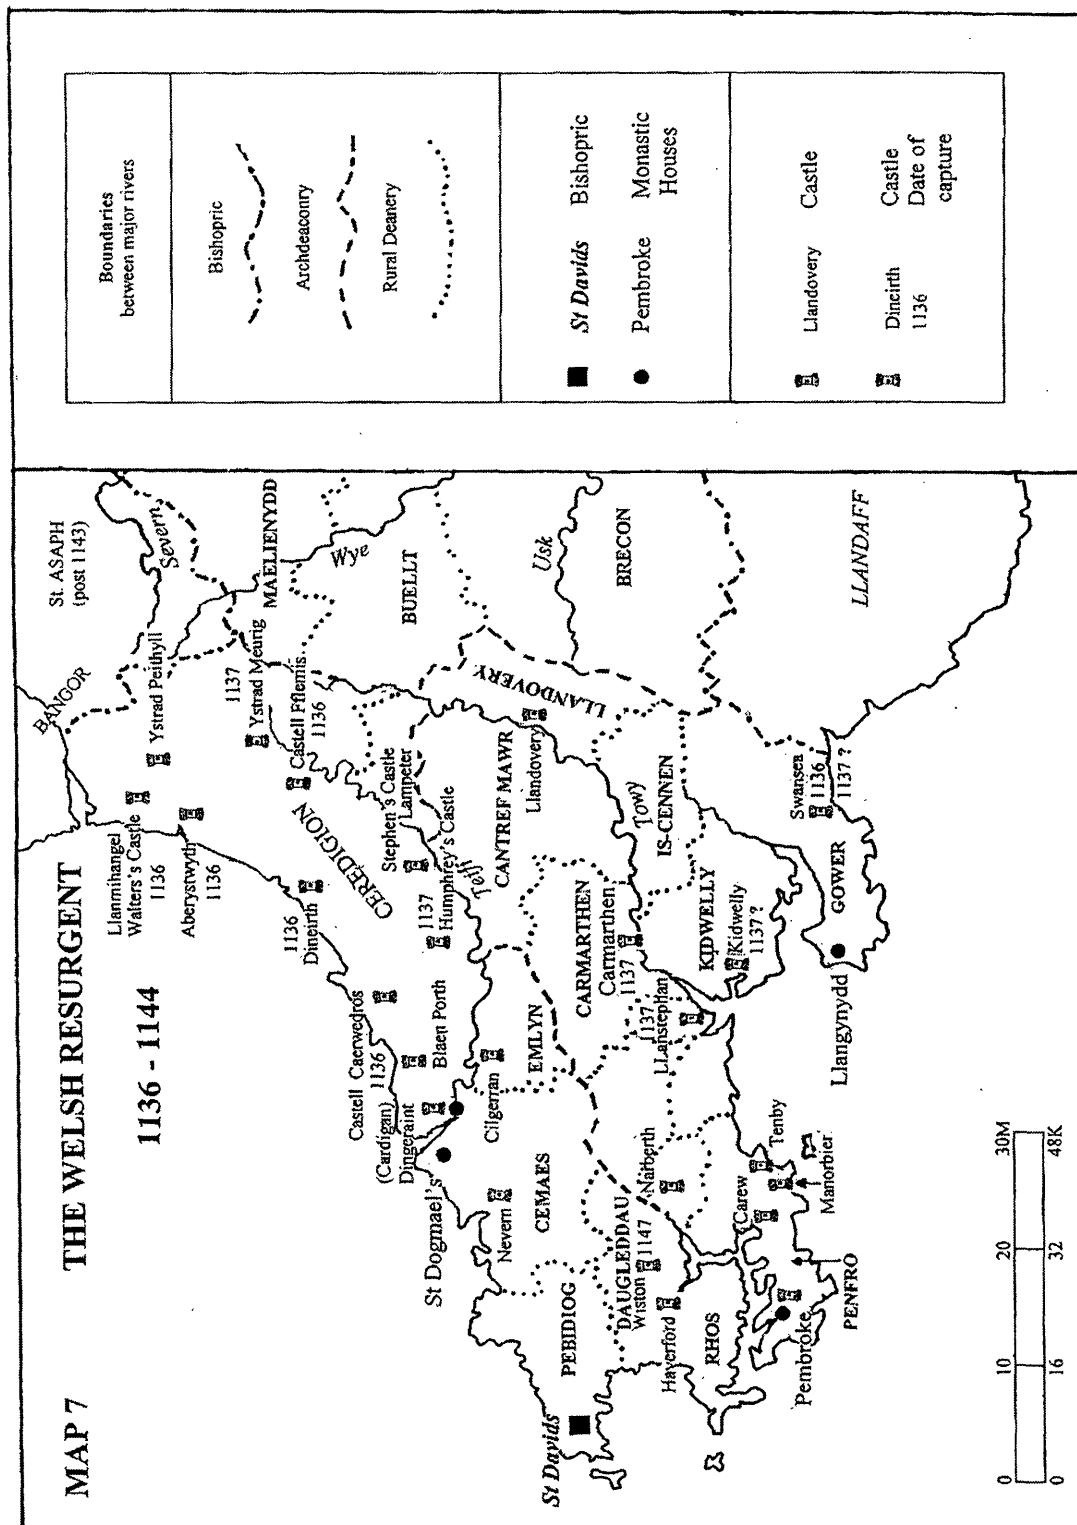 MAP 7 THE WELSH RESURGENT
1136 - 1144
BANGOR
St. ASAPH
(post 1143)
Severn
Llanmihangel
Walters's Castle
1136
Ystrad Peithyll
Aberystwyth
1136
1137
Ystrad Meurig
MAELIENYDD
Wye
Castell Fflemis
1136
1136
Dineirth
CEREDIGION
Stephen's Castle
Lampeter
BUELLT
Castell Caerwedros
1136
1137
Humphrey's Castle
Teifi
(Cardigan)
Dingerant
Blaen Porth
St Dogmael's
Cilgerran
Nevern
CEMAES
EMLYN
CANTREF MAWR
Llandovery
LLANDOVERY
Usk
BRECON
St Davids
PEBIDIOG
DAUGLEDDAU
Wiston 1147
CARMARTHEN
Carmarthen
1137
Towy
IS-CENNEN
Haverford
Narberth
1137
LLanstephan
KIDWELLY
Kidwelly
1137 ?
RHOS
Carew
Tenby
Manorbier
Pembroke
PENFRO
Swansea
1136
1137 ?
GOWER
Llangynydd
LLANDAFF
0 10 20 30M
0 16 32 48K
Boundaries
between major rivers
Bishopric
Archdeaconry
Rural Deanery
St Davids Bishopric
Pembroke Monastic
Houses
Llandovery Castle
Dineirth Castle
1136 Date of
capture